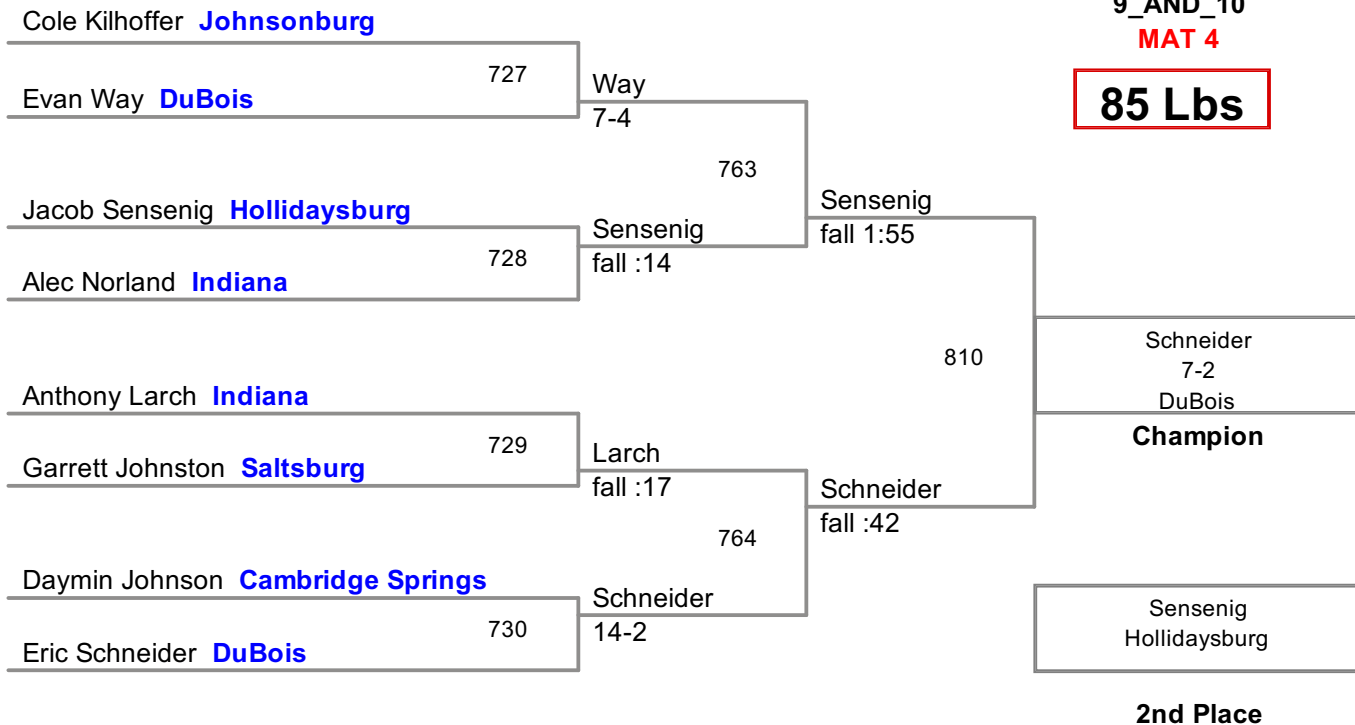 9_AND_10
MAT 4
85 Lbs
Cole Kilhoffer Johnsonburg
727
Evan Way DuBois
Way
7-4
763
Jacob Sensenig Hollidaysburg
728
Alec Norland Indiana
Sensenig
fall :14
Sensenig
fall 1:55
810
Anthony Larch Indiana
729
Garrett Johnston Saltsburg
Larch
fall :17
764
Daymin Johnson Cambridge Springs
730
Eric Schneider DuBois
Schneider
14-2
Schneider
fall :42
Schneider
7-2
DuBois
Champion
Sensenig
Hollidaysburg
2nd Place